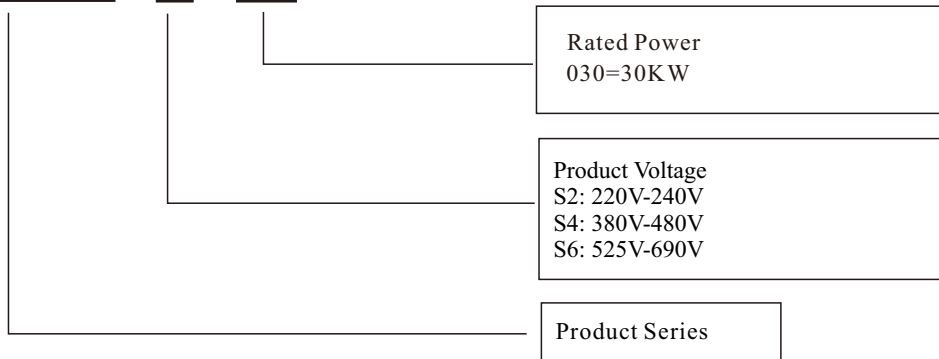 Rated Power
030=30KW
Product Voltage
S2: 220V-240V
S4: 380V-480V
S6: 525V-690V
Product Series